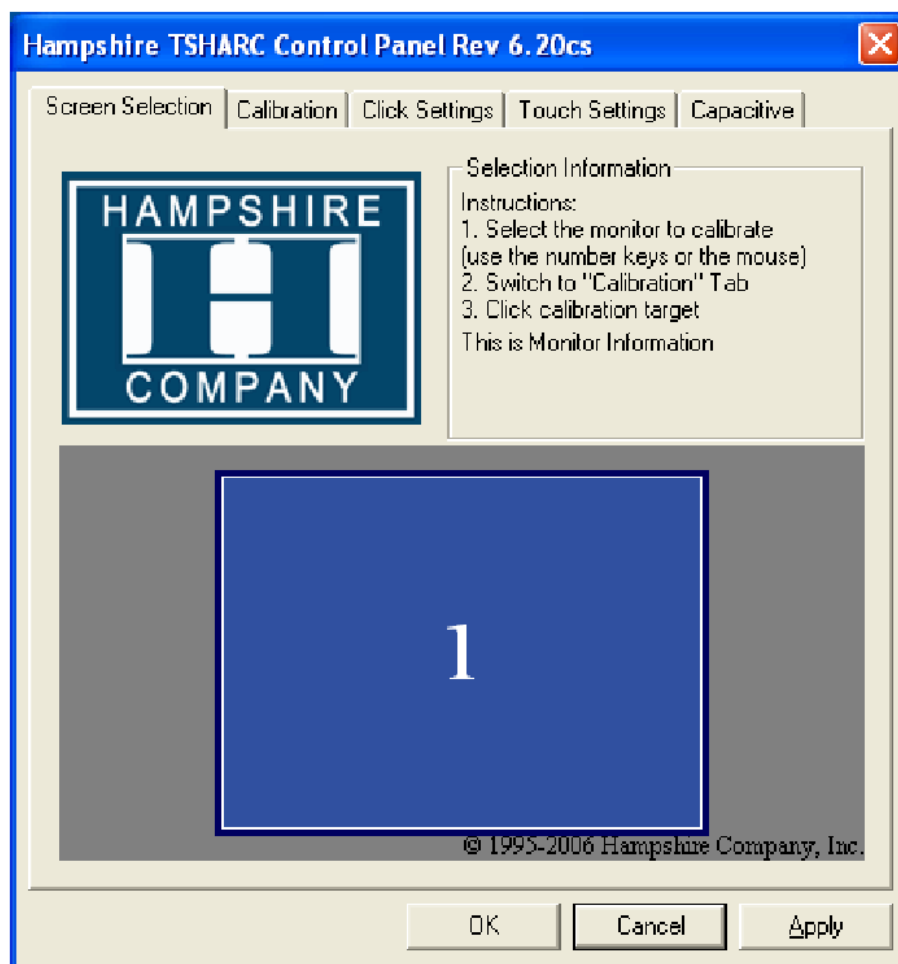 Hampshire TSHARC Control Panel Rev 6.20cs
Screen Selection
Calibration
Click Settings
Touch Settings
Capacitive
HAMPSHIRE
COMPANY
Selection Information
Instructions:
1. Select the monitor to calibrate
(use the number keys or the mouse)
2. Switch to "Calibration" Tab
3. Click calibration target
This is Monitor Information
1
© 1995-2006 Hampshire Company, Inc.
OK
Cancel
Apply